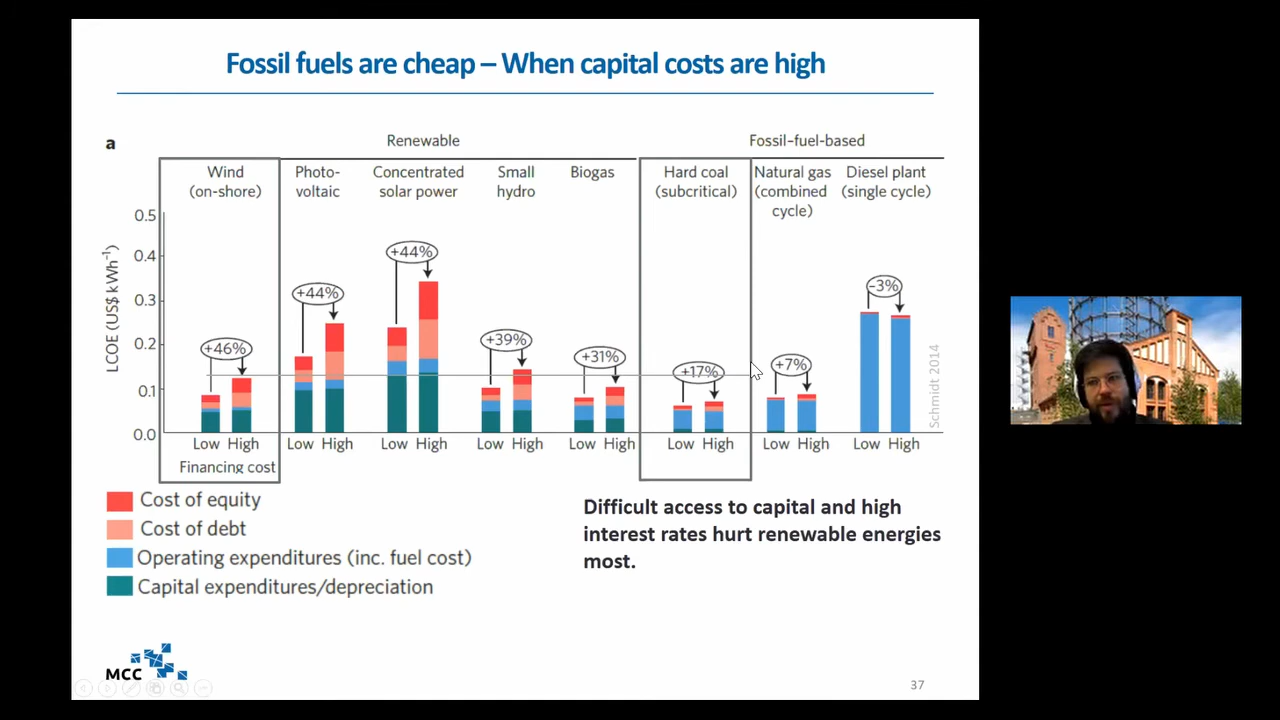 Fossil fuels are cheap – When capital costs are high
a
Renewable
Fossil-fuel-based
Wind
(on-shore)
Photo-
voltaic
Concentrated
solar power
Small
hydro
Biogas
Hard coal
(subcritical)
Natural gas
(combined
cycle)
Diesel plant
(single cycle)
LCOE (US$ kWh⁻¹)
0.5
0.4
0.3
0.2
0.1
0.0
+46%
+44%
+44%
+39%
+31%
+17%
+7%
-3%
Low High
Low High
Low High
Low High
Low High
Low High
Low High
Low High
Financing cost
Schmidt 2014
Cost of equity
Cost of debt
Operating expenditures (inc. fuel cost)
Capital expenditures/depreciation
Difficult access to capital and high
interest rates hurt renewable energies
most.
MCC
37